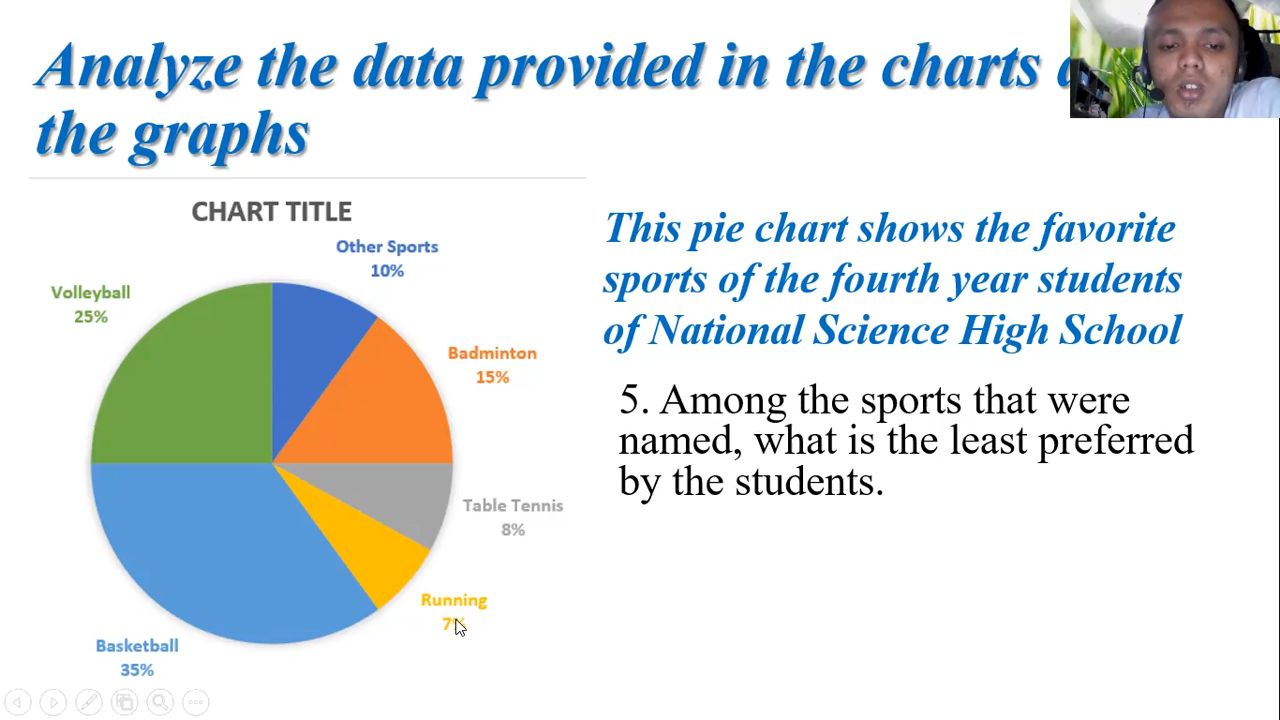 Analyze the data provided in the charts
the graphs
CHART TITLE
Other Sports
10%
Volleyball
25%
Badminton
15%
Table Tennis
8%
Running
7%
Basketball
35%
This pie chart shows the favorite
sports of the fourth year students
of National Science High School
5. Among the sports that were
named, what is the least preferred
by the students.